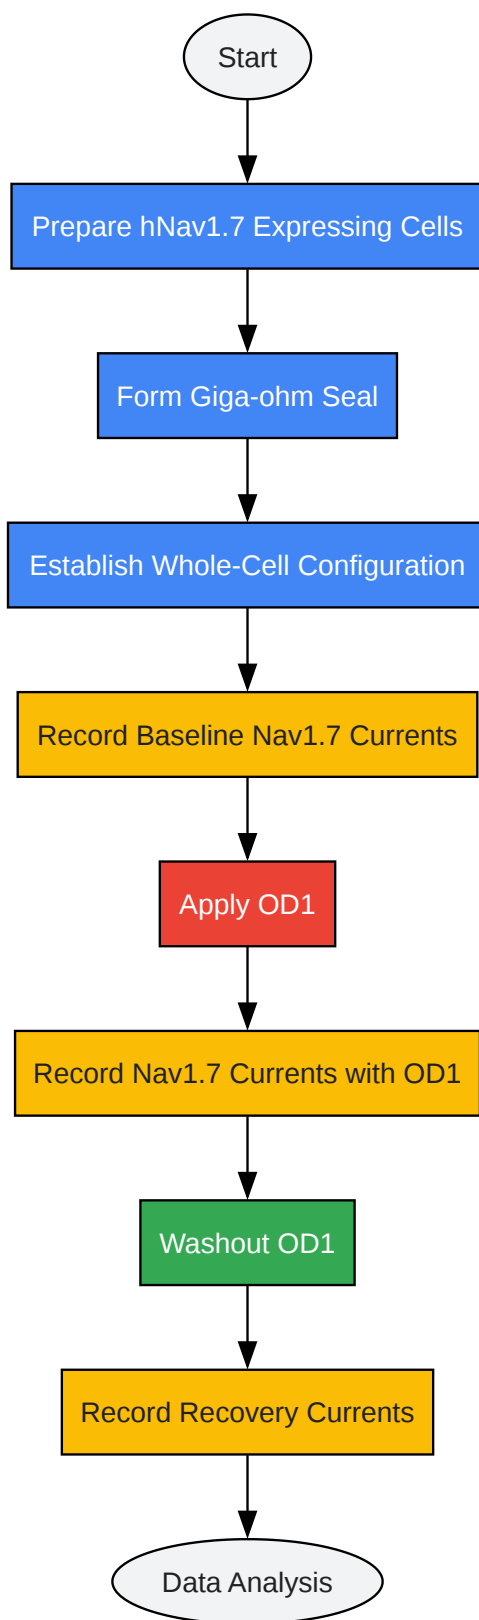 Start
Prepare hNav1.7 Expressing Cells
Form Giga-ohm Seal
Establish Whole-Cell Configuration
Record Baseline Nav1.7 Currents
Apply OD1
Record Nav1.7 Currents with OD1
Washout OD1
Record Recovery Currents
Data Analysis